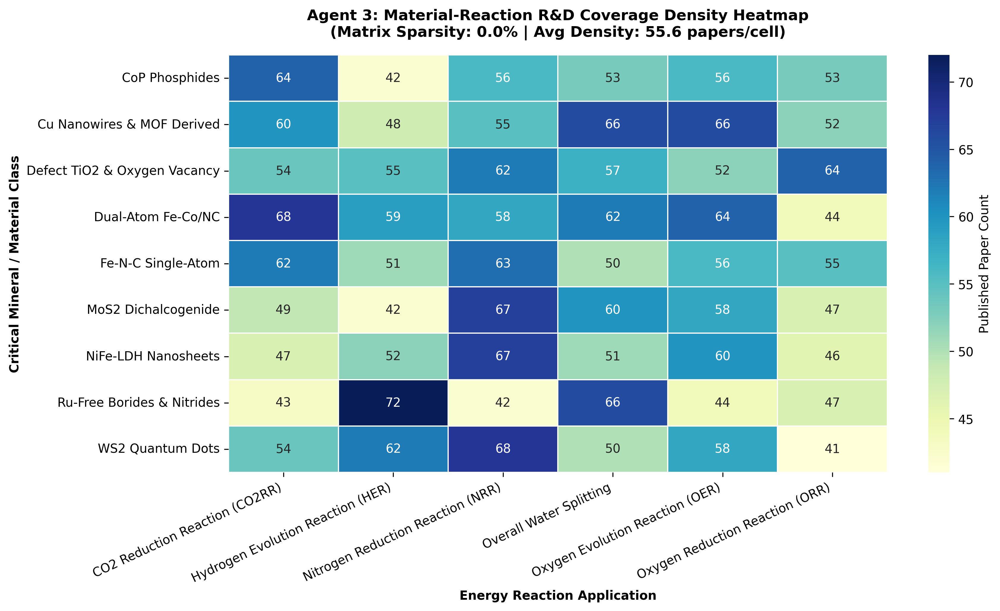 Agent 3: Material-Reaction R&D Coverage Density Heatmap
(Matrix Sparsity: 0.0% | Avg Density: 55.6 papers/cell)
Critical Mineral / Material Class
CoP Phosphides 64 42 56 53 56 53
Cu Nanowires & MOF Derived 60 48 55 66 66 52
Defect TiO2 & Oxygen Vacancy 54 55 62 57 52 64
Dual-Atom Fe-Co/NC 68 59 58 62 64 44
Fe-N-C Single-Atom 62 51 63 50 56 55
MoS2 Dichalcogenide 49 42 67 60 58 47
NiFe-LDH Nanosheets 47 52 67 51 60 46
Ru-Free Borides & Nitrides 43 72 42 66 44 47
WS2 Quantum Dots 54 62 68 50 58 41
CO2 Reduction Reaction (CO2RR)
Hydrogen Evolution Reaction (HER)
Nitrogen Reduction Reaction (NRR)
Overall Water Splitting
Oxygen Evolution Reaction (OER)
Oxygen Reduction Reaction (ORR)
Energy Reaction Application
70
65
60
55
50
45
Published Paper Count